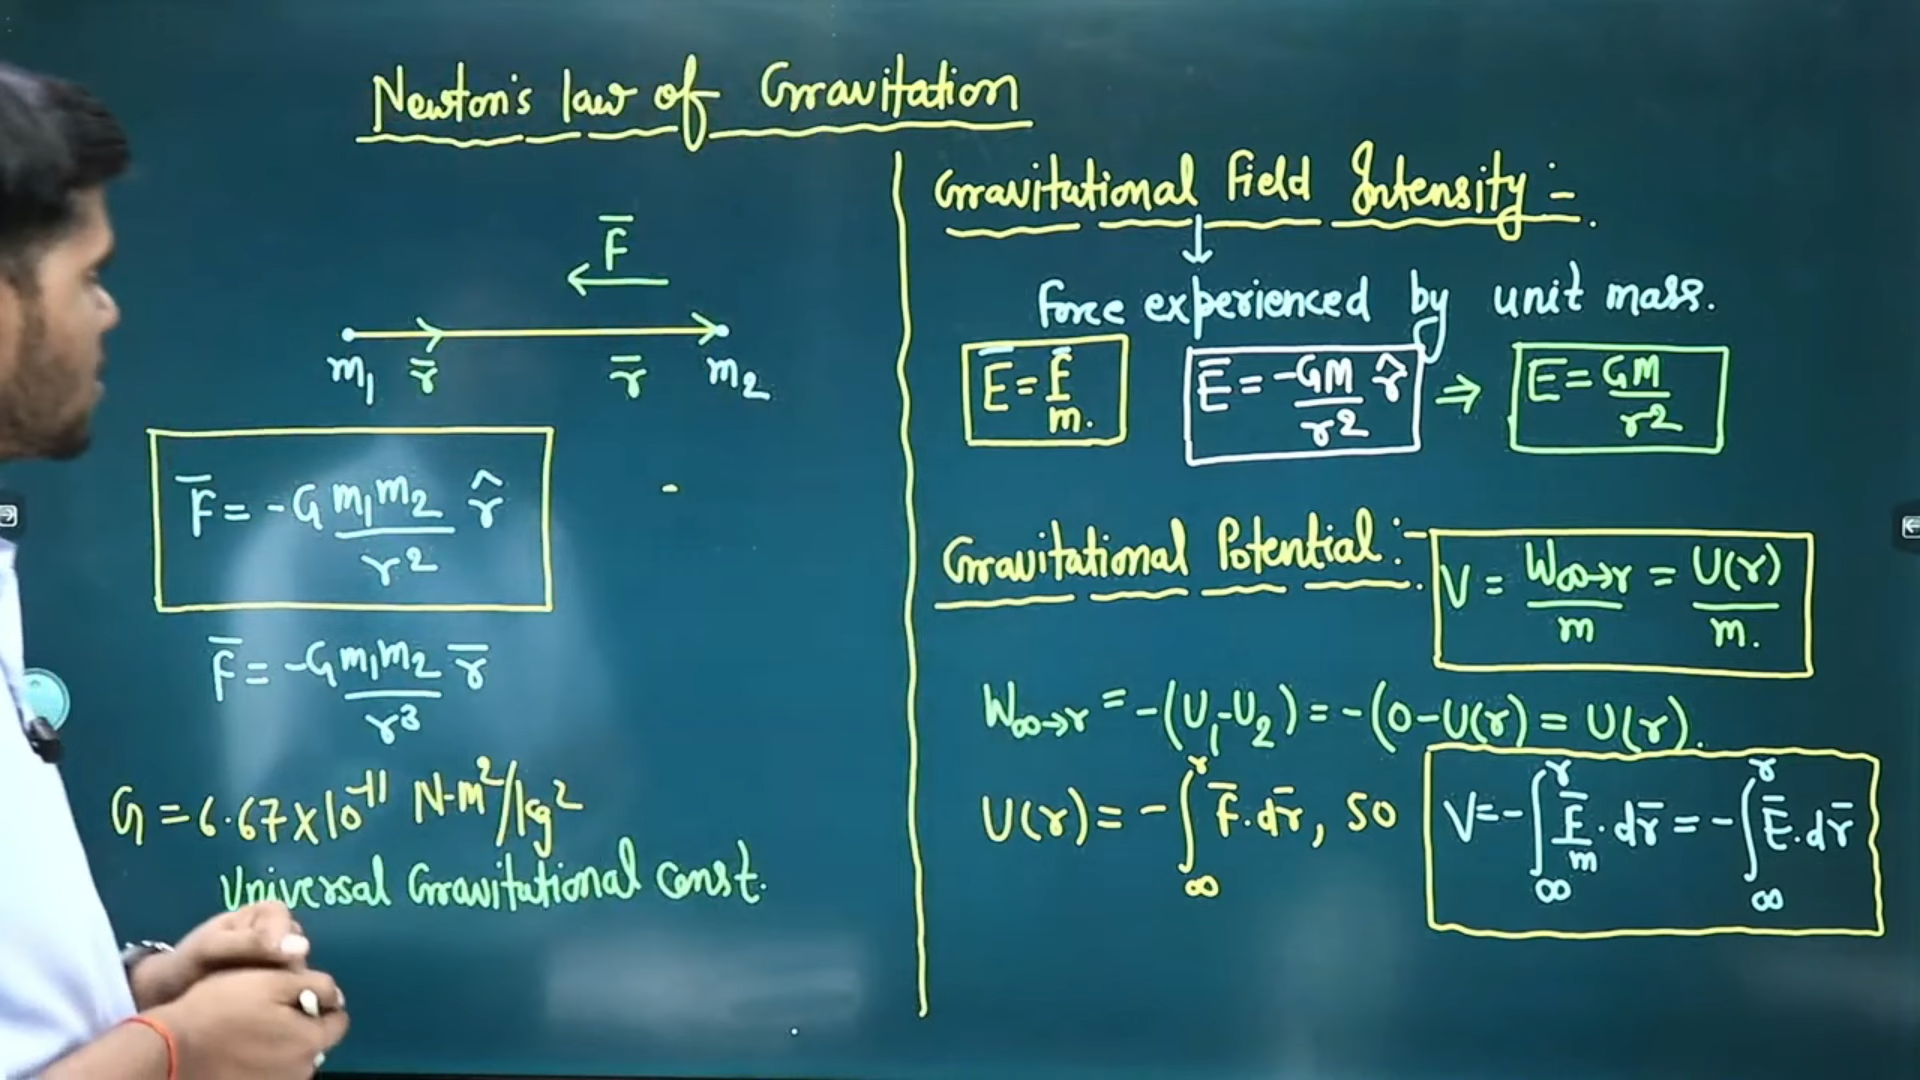 Newton's law of Gravitation
F̄
m₁ r̄ r̄ m₂
F̄ = -G m₁m₂/r² r̂
F̄ = -G m₁m₂/r³ r̄
G = 6.67×10⁻¹¹ N-m²/kg²
Universal Gravitational Const.
Gravitational Field Intensity :-
Force experienced by unit mass.
Ē = F̄/m. Ē = -GM/r² r̂ ⇒ E = GM/r²
Gravitational Potential :- V = W∞→r/m = U(r)/m.
W∞→r = -(U₁-U₂) = -(0-U(r) = U(r).
U(r) = -∫∞^r F̄.dr̄, so V = -∫∞^r F̄/m . dr̄ = -∫∞^r Ē.dr̄